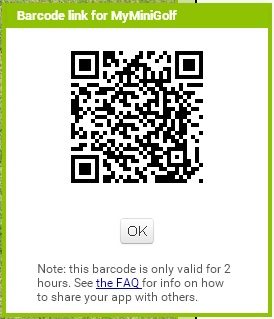 Barcode link for MyMiniGolf
OK
Note: this barcode is only valid for 2
hours. See the FAQ for info on how
to share your app with others.